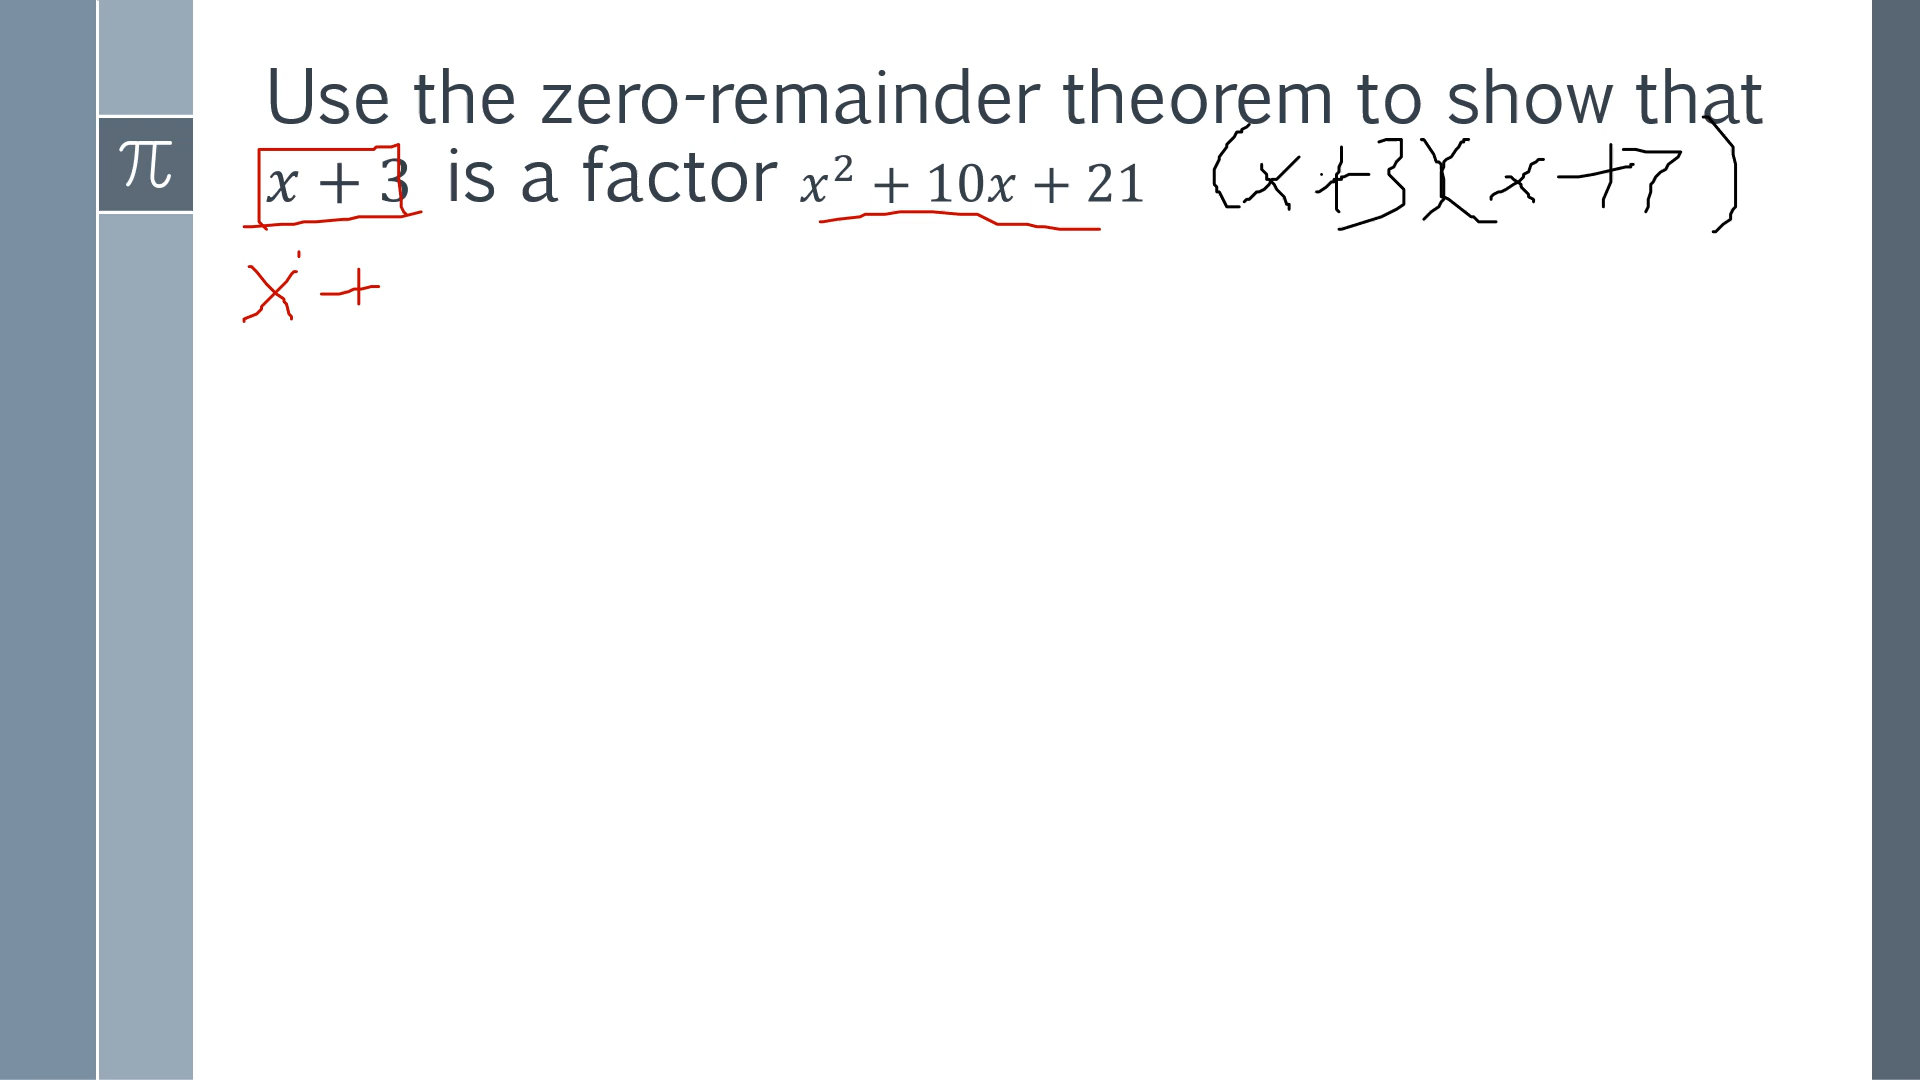 Use the zero-remainder theorem to show that
π x + 3 is a factor x² + 10x + 21 (x+3)(x+7)
x +